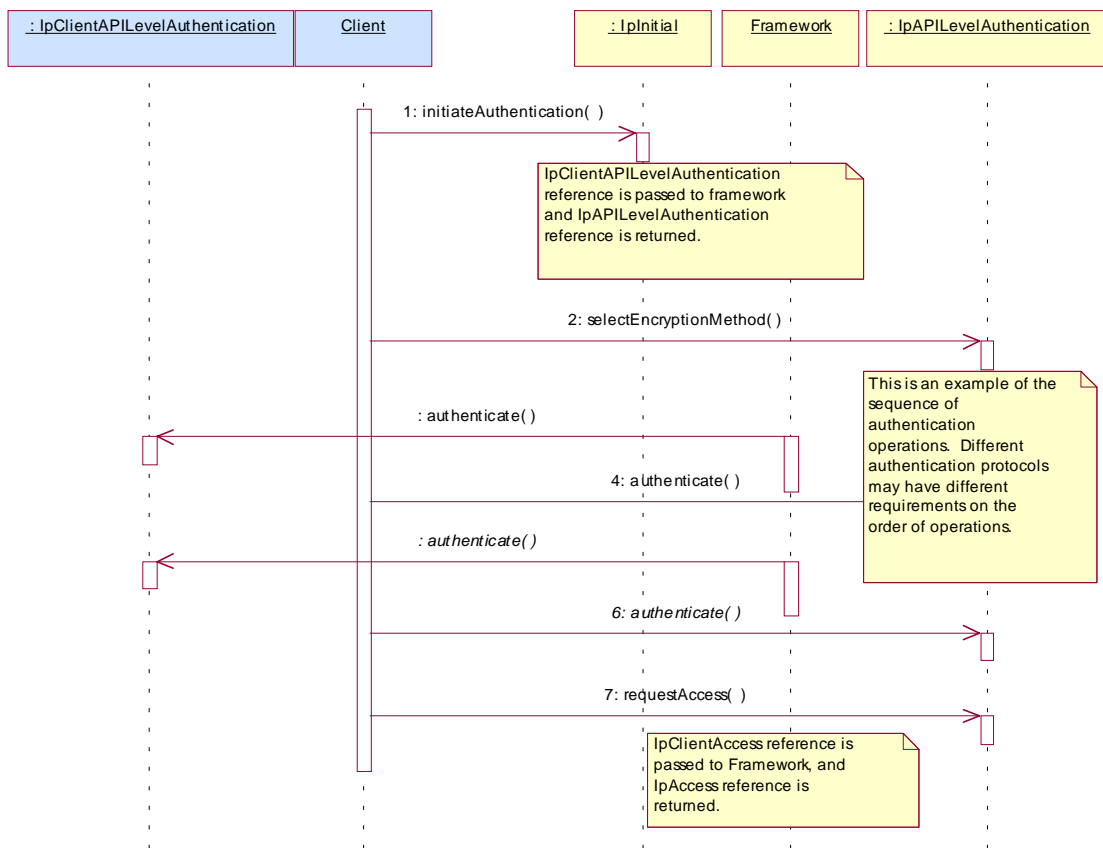 : IpClientAPILevelAuthentication
Client
: IpInitial
Framework
: IpAPILevelAuthentication
1: initiateAuthentication( )
IpClientAPILevelAuthentication
reference is passed to framework
and IpAPILevelAuthentication
reference is returned.
2: selectEncryptionMethod( )
This is an example of the
sequence of
authentication
operations. Different
authentication protocols
may have different
requirements on the
order of operations.
: authenticate( )
4: authenticate( )
: authenticate( )
6: authenticate( )
7: requestAccess( )
IpClientAccess reference is
passed to Framework, and
IpAccess reference is
returned.